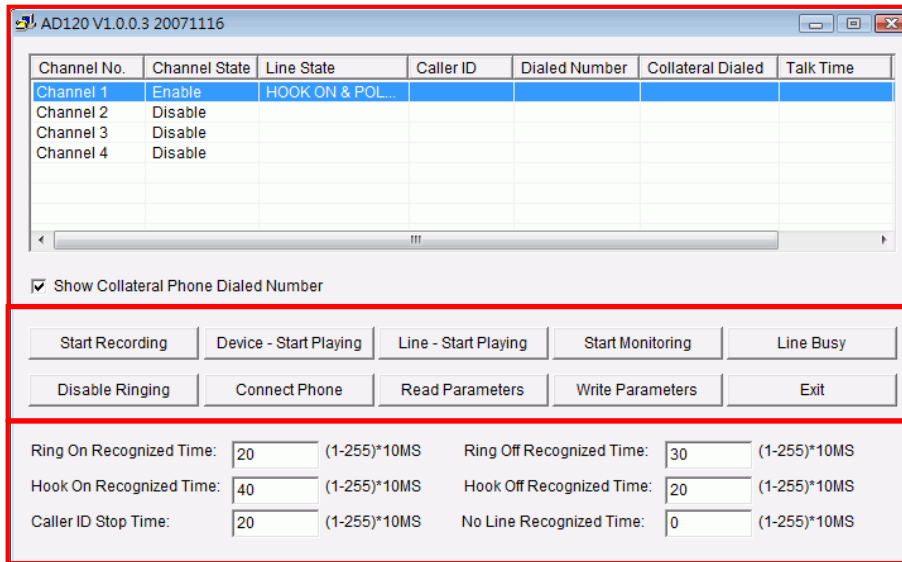 AD120 V1.0.0.3 20071116
Channel No. Channel State Line State Caller ID Dialed Number Collateral Dialed Talk Time
Channel 1 Enable HOOK ON & POL...
Channel 2 Disable
Channel 3 Disable
Channel 4 Disable
Show Collateral Phone Dialed Number
Start Recording Device - Start Playing Line - Start Playing Start Monitoring Line Busy
Disable Ringing Connect Phone Read Parameters Write Parameters Exit
Ring On Recognized Time: 20 (1-255)*10MS Ring Off Recognized Time: 30 (1-255)*10MS
Hook On Recognized Time: 40 (1-255)*10MS Hook Off Recognized Time: 20 (1-255)*10MS
Caller ID Stop Time: 20 (1-255)*10MS No Line Recognized Time: 0 (1-255)*10MS